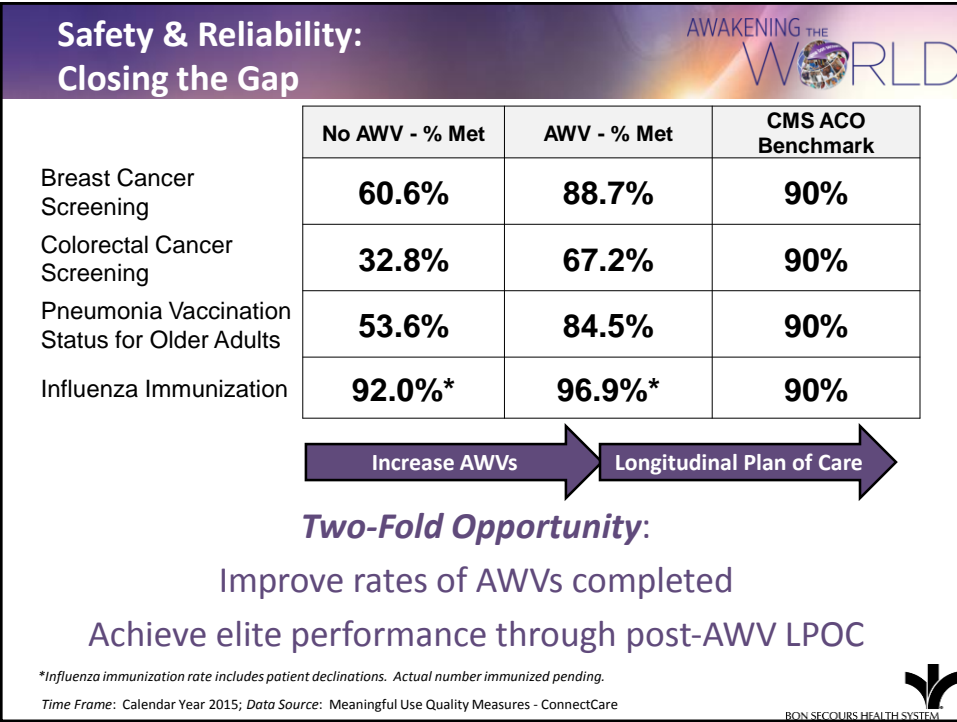 Safety & Reliability:
Closing the Gap
AWAKENING THE
WORLD
No AWV - % Met AWV - % Met CMS ACO
Benchmark
Breast Cancer
Screening
60.6% 88.7% 90%
Colorectal Cancer
Screening
32.8% 67.2% 90%
Pneumonia Vaccination
Status for Older Adults
53.6% 84.5% 90%
Influenza Immunization 92.0%* 96.9%* 90%
Increase AWVs Longitudinal Plan of Care
Two-Fold Opportunity:
Improve rates of AWVs completed
Achieve elite performance through post-AWV LPOC
*Influenza immunization rate includes patient declinations. Actual number immunized pending.
Time Frame: Calendar Year 2015; Data Source: Meaningful Use Quality Measures - ConnectCare
BON SECOURS HEALTH SYSTEM